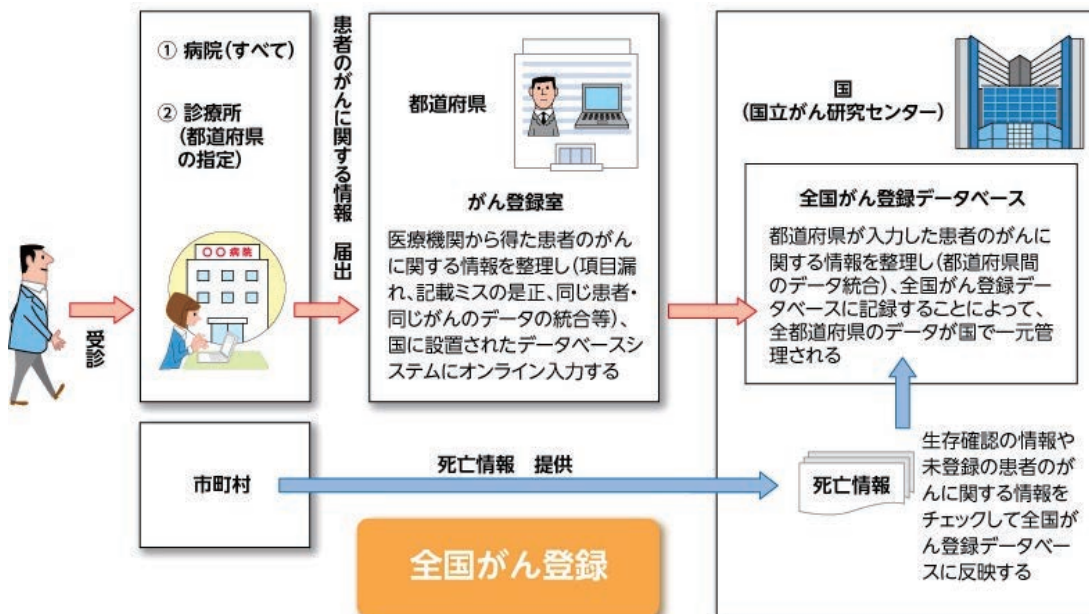 ① 病院(すべて)
② 診療所
(都道府県
の指定)
〇〇病院
受診
患者のがんに関する情報　届出
都道府県
がん登録室
医療機関から得た患者のがん
に関する情報を整理し(項目漏
れ、記載ミスの是正、同じ患者・
同じがんのデータの統合等)、
国に設置されたデータベースシ
ステムにオンライン入力する
国
(国立がん研究センター)
全国がん登録データベース
都道府県が入力した患者のがんに
関する情報を整理し(都道府県間
のデータ統合)、全国がん登録デー
タベースに記録することによって、
全都道府県のデータが国で一元
管理される
市町村
死亡情報　提供
死亡情報
生存確認の情報や
未登録の患者のが
んに関する情報を
チェックして全国が
ん登録データベー
スに反映する
全国がん登録